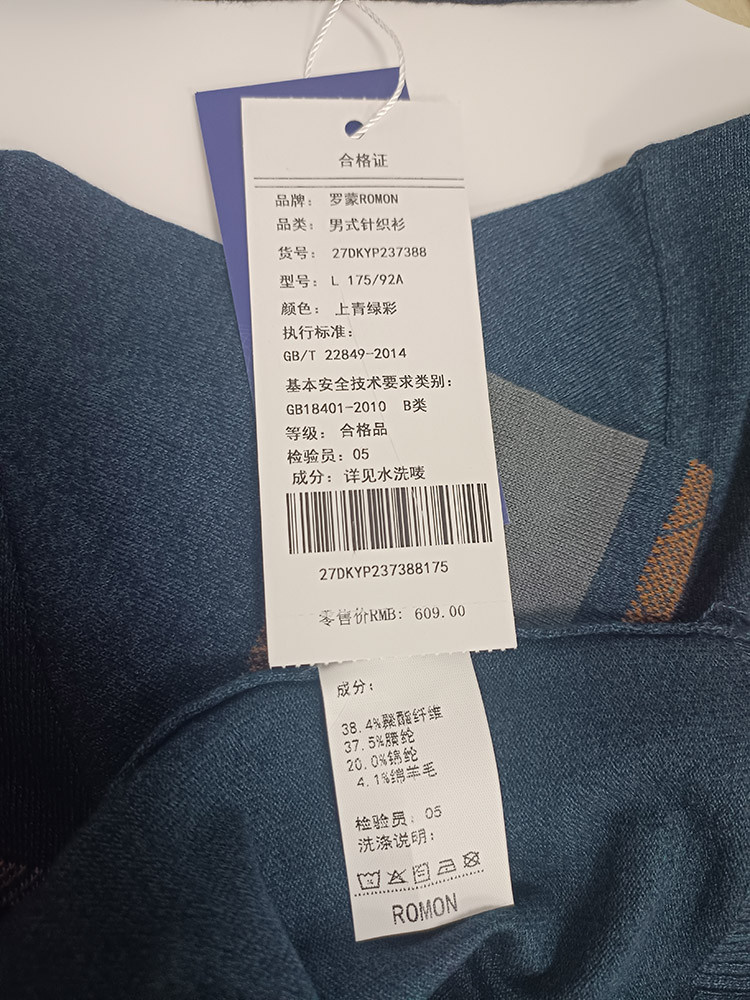 合格证
品牌： 罗蒙ROMON
品类： 男式针织衫
货号： 27DKYP237388
型号： L 175/92A
颜色： 上青绿彩
执行标准：
GB/T 22849-2014
基本安全技术要求类别：
GB18401-2010 B类
等级： 合格品
检验员：05
成分： 详见水洗唛
27DKYP237388175
零售价RMB: 609.00
成分：
38.4%聚酯纤维
37.5%腈纶
20.0%锦纶
4.1%绵羊毛
检验员：05
洗涤说明：
ROMON